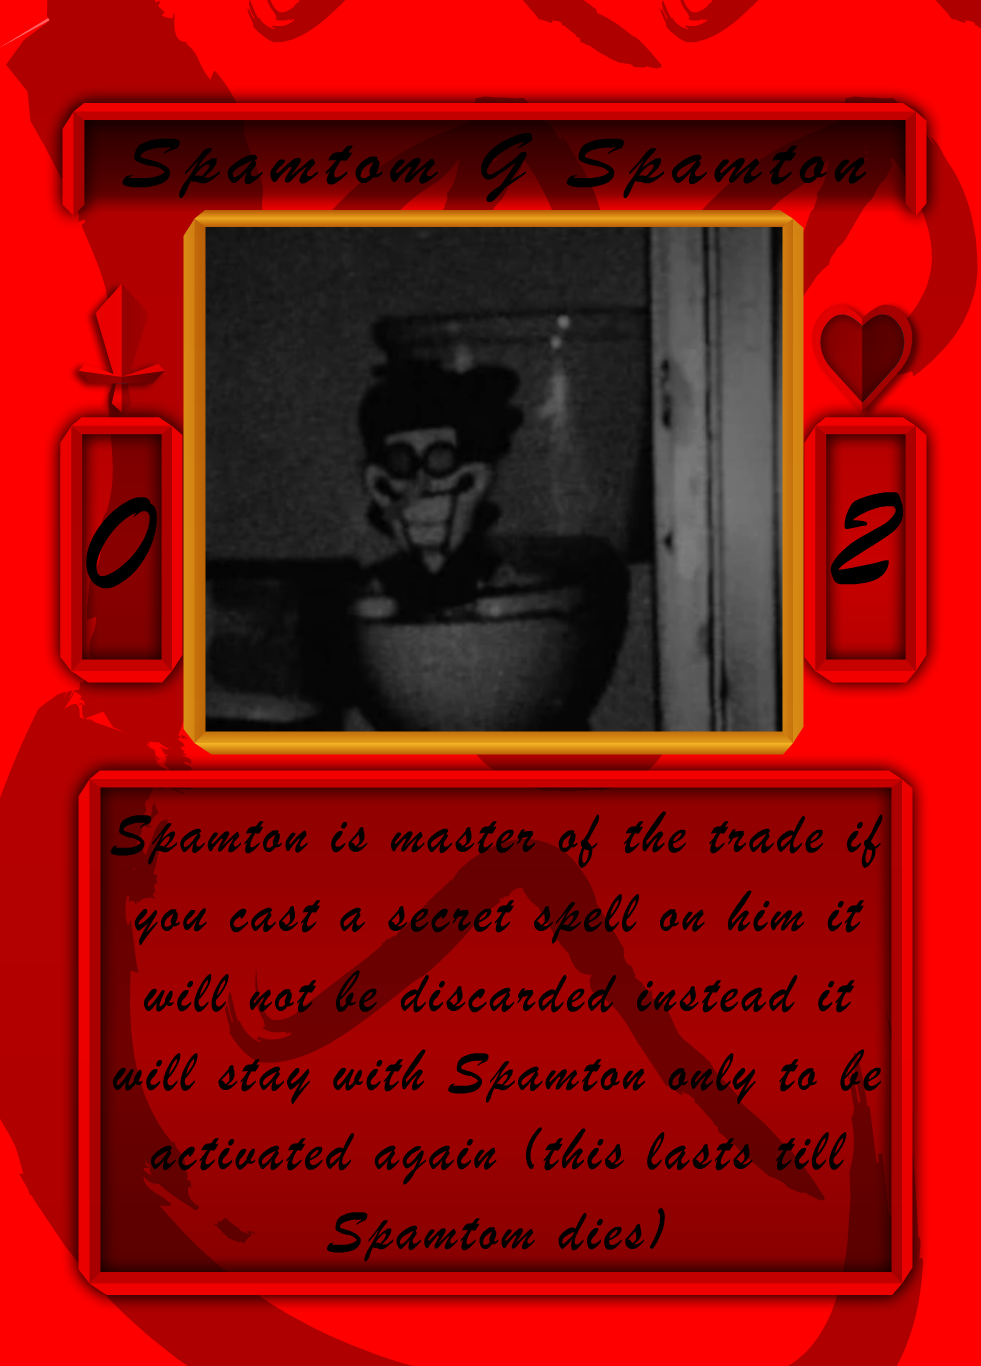 Spamtom G Spamton
0
2
Spamton is master of the trade if
you cast a secret spell on him it
will not be discarded instead it
will stay with Spamton only to be
activated again (this lasts till
Spamtom dies)